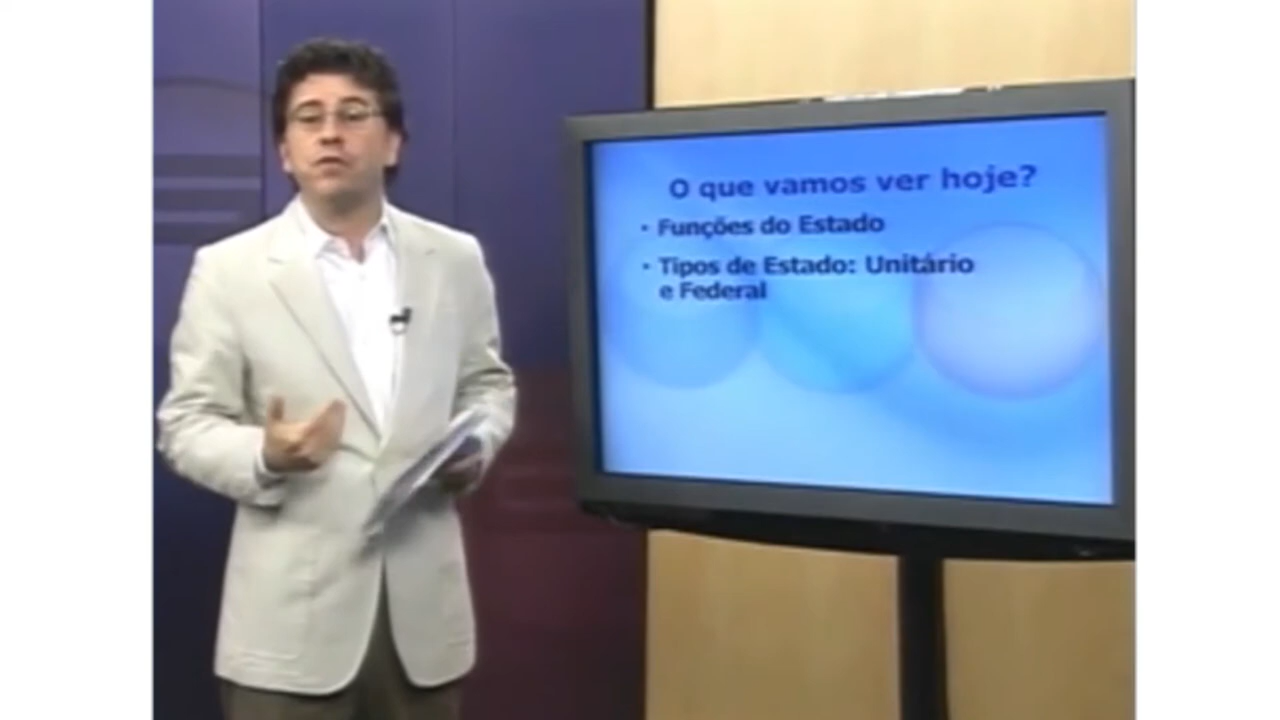 O que vamos ver hoje?
• Funções do Estado
• Tipos de Estado: Unitário
e Federal